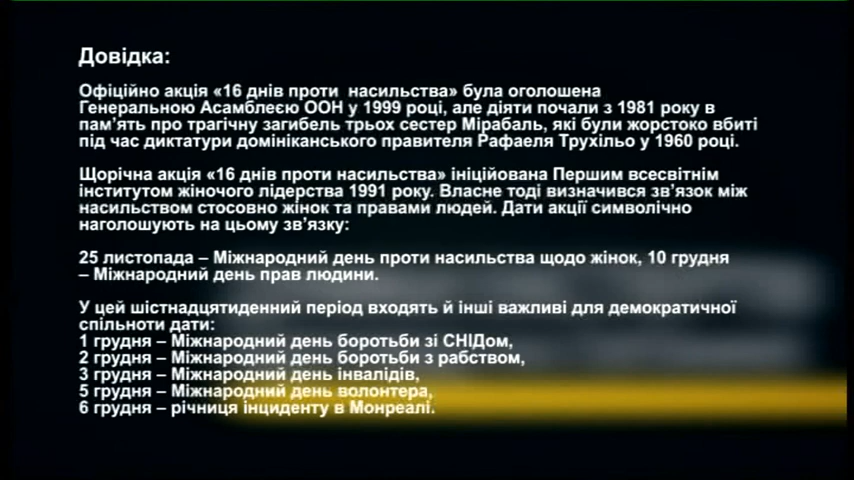 Довідка:
Офіційно акція «16 днів проти насильства» була оголошена
Генеральною Асамблеєю ООН у 1999 році, але діяти почали з 1981 року в
пам’ять про трагічну загибель трьох сестер Мірабаль, які були жорстоко вбиті
під час диктатури домініканського правителя Рафаеля Трухільо у 1960 році.
Щорічна акція «16 днів проти насильства» ініційована Першим всесвітнім
інститутом жіночого лідерства 1991 року. Власне тоді визначився зв’язок між
насильством стосовно жінок та правами людей. Дати акції символічно
наголошують на цьому зв’язку:
25 листопада – Міжнародний день проти насильства щодо жінок, 10 грудня
– Міжнародний день прав людини.
У цей шістнадцятиденний період входять й інші важливі для демократичної
спільноти дати:
1 грудня – Міжнародний день боротьби зі СНІДом,
2 грудня – Міжнародний день боротьби з рабством,
3 грудня – Міжнародний день інвалідів,
5 грудня – Міжнародний день волонтера,
6 грудня – річниця інциденту в Монреалі.